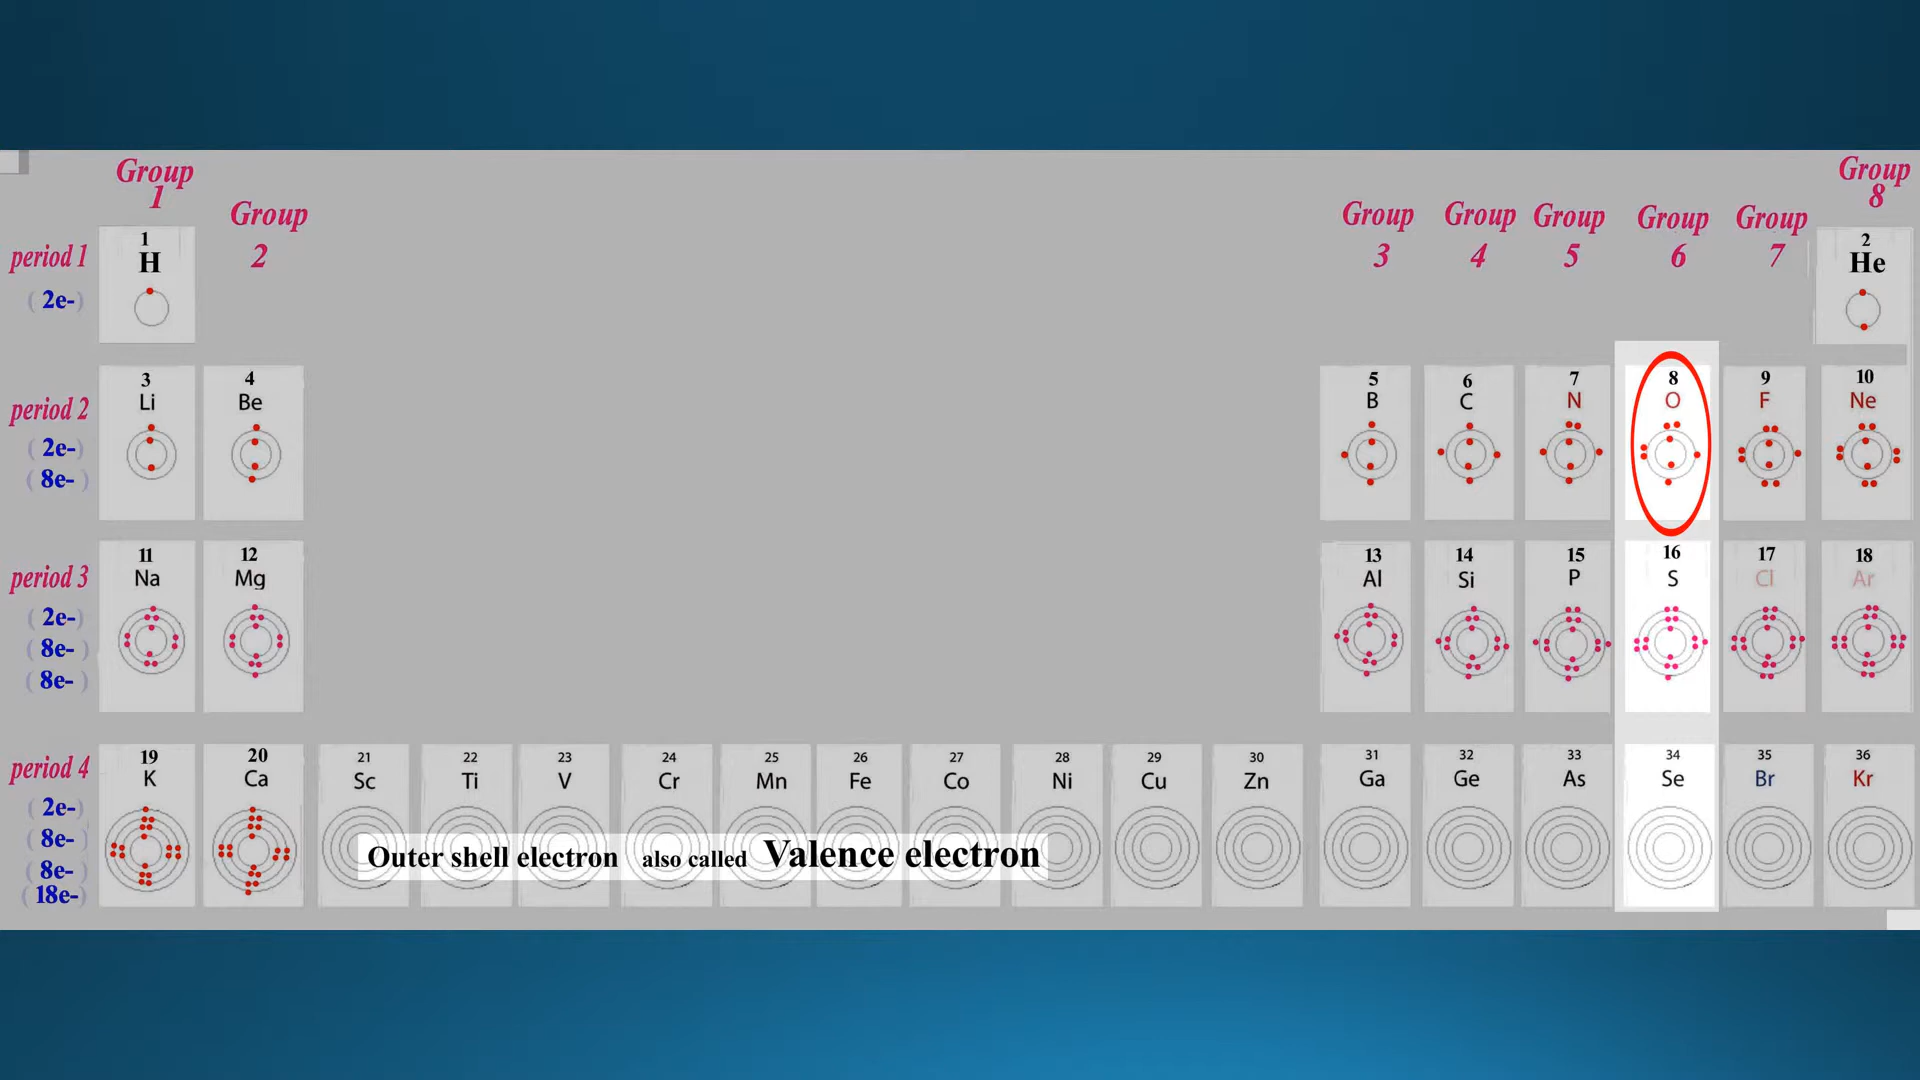 Group
1
Group
2
Group
3
Group
4
Group
5
Group
6
Group
7
Group
8
period 1
( 2e- )
1
H
2
He
period 2
( 2e- )
( 8e- )
3
Li
4
Be
5
B
6
C
7
N
8
O
9
F
10
Ne
period 3
( 2e- )
( 8e- )
( 8e- )
11
Na
12
Mg
13
Al
14
Si
15
P
16
S
17
Cl
18
Ar
period 4
( 2e- )
( 8e- )
( 8e- )
( 18e- )
19
K
20
Ca
21
Sc
22
Ti
23
V
24
Cr
25
Mn
26
Fe
27
Co
28
Ni
29
Cu
30
Zn
31
Ga
32
Ge
33
As
34
Se
35
Br
36
Kr
Outer shell electron also called Valence electron